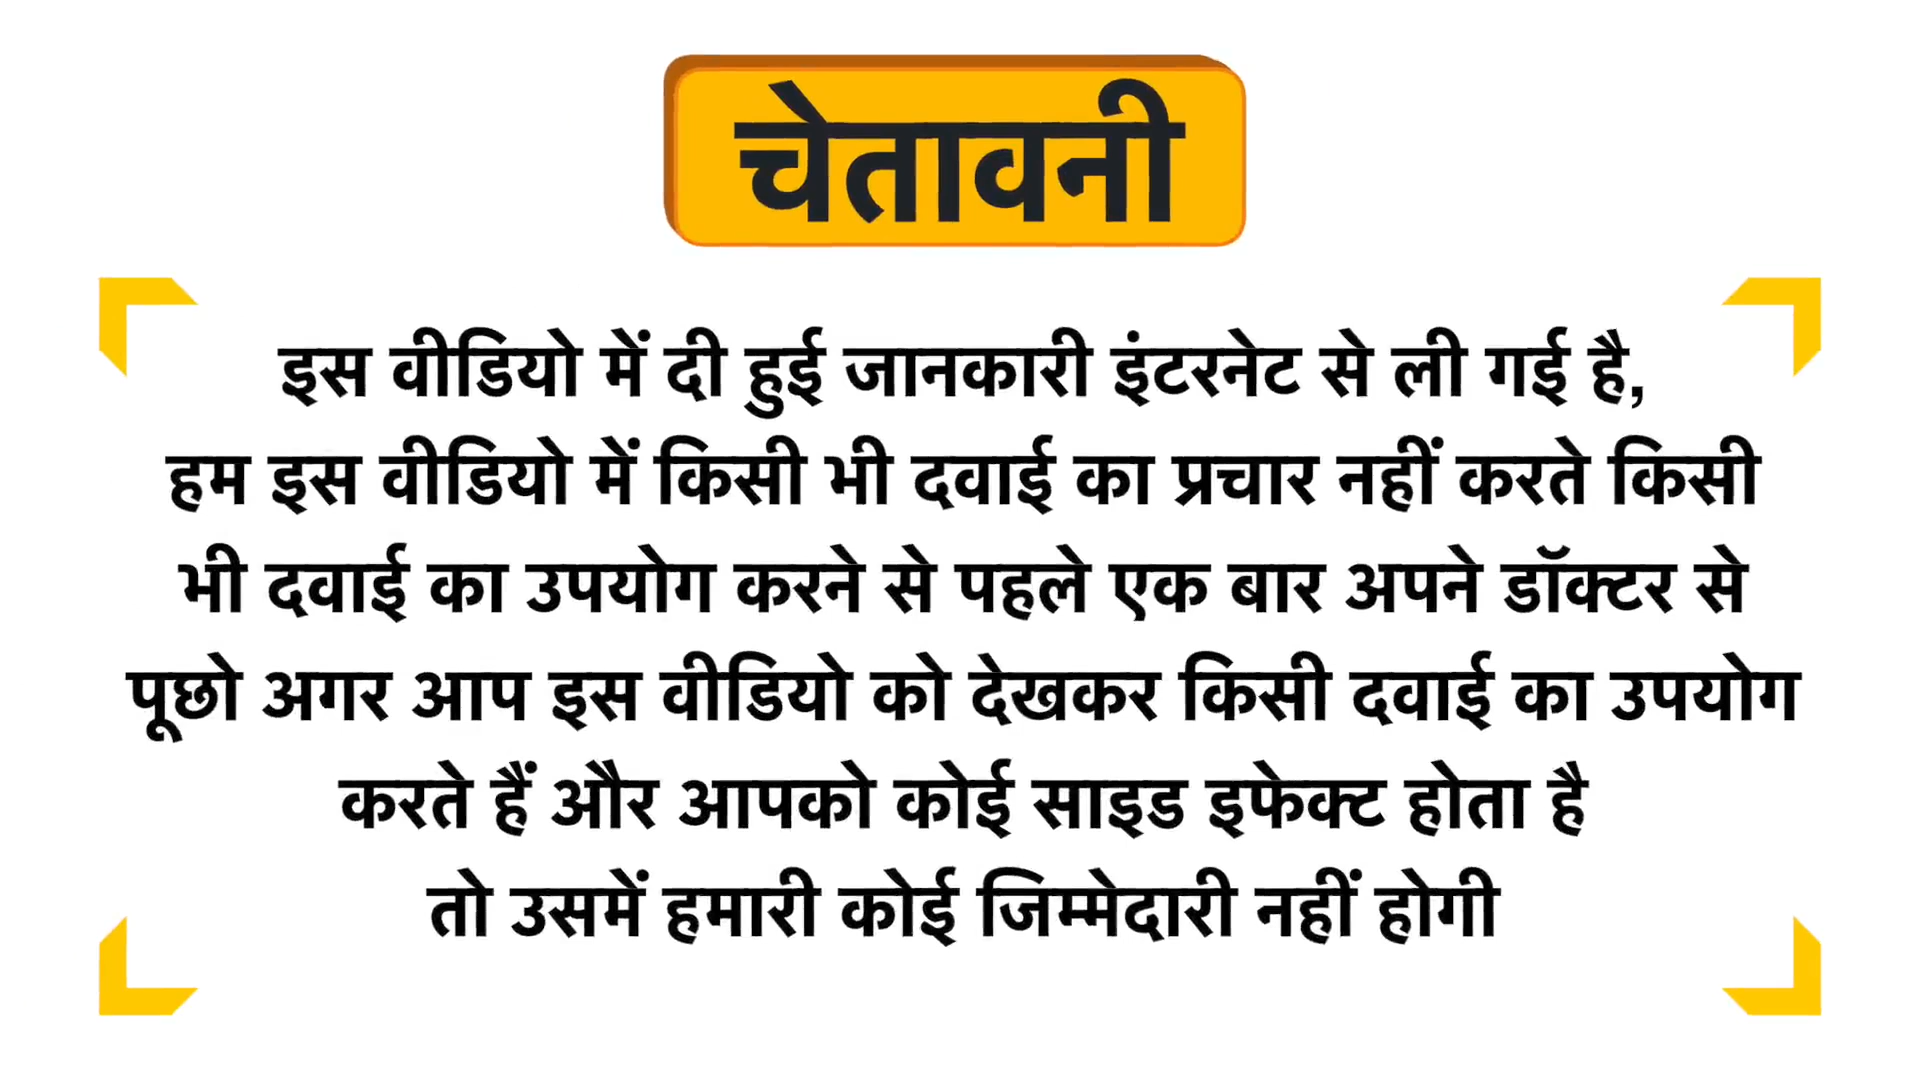 चेतावनी
इस वीडियो में दी हुई जानकारी इंटरनेट से ली गई है,
हम इस वीडियो में किसी भी दवाई का प्रचार नहीं करते किसी
भी दवाई का उपयोग करने से पहले एक बार अपने डॉक्टर से
पूछो अगर आप इस वीडियो को देखकर किसी दवाई का उपयोग
करते हैं और आपको कोई साइड इफेक्ट होता है
तो उसमें हमारी कोई जिम्मेदारी नहीं होगी